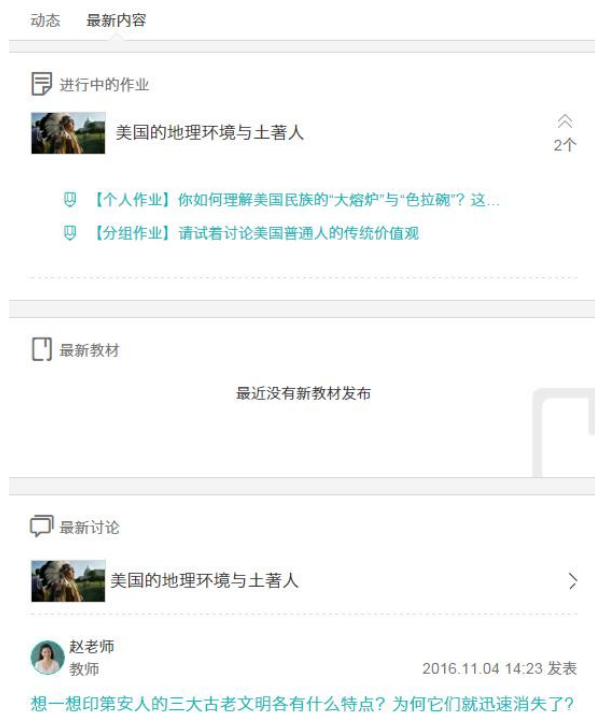 动态 最新内容
进行中的作业
美国的地理环境与土著人
2个
【个人作业】你如何理解美国民族的“大熔炉”与“色拉碗”？这...
【分组作业】请试着讨论美国普通人的传统价值观
最新教材
最近没有新教材发布
最新讨论
美国的地理环境与土著人
赵老师
教师
2016.11.04 14:23 发表
想一想印第安人的三大古老文明各有什么特点？为何它们就迅速消失了？